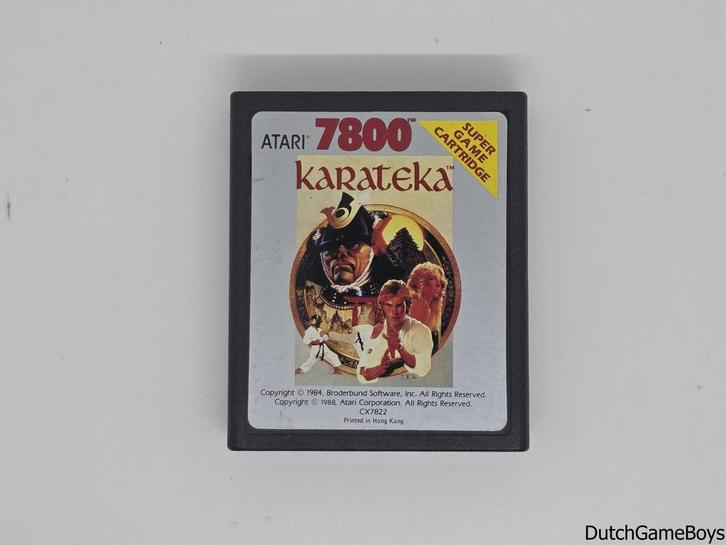 ATARI® 7800™
SUPER
GAME
CARTRIDGE
KARATEKA™
Copyright © 1984, Broderbund Software, Inc. All Rights Reserved.
Copyright © 1988, Atari Corporation. All Rights Reserved.
CX7822
Printed in Hong Kong
DutchGameBoys